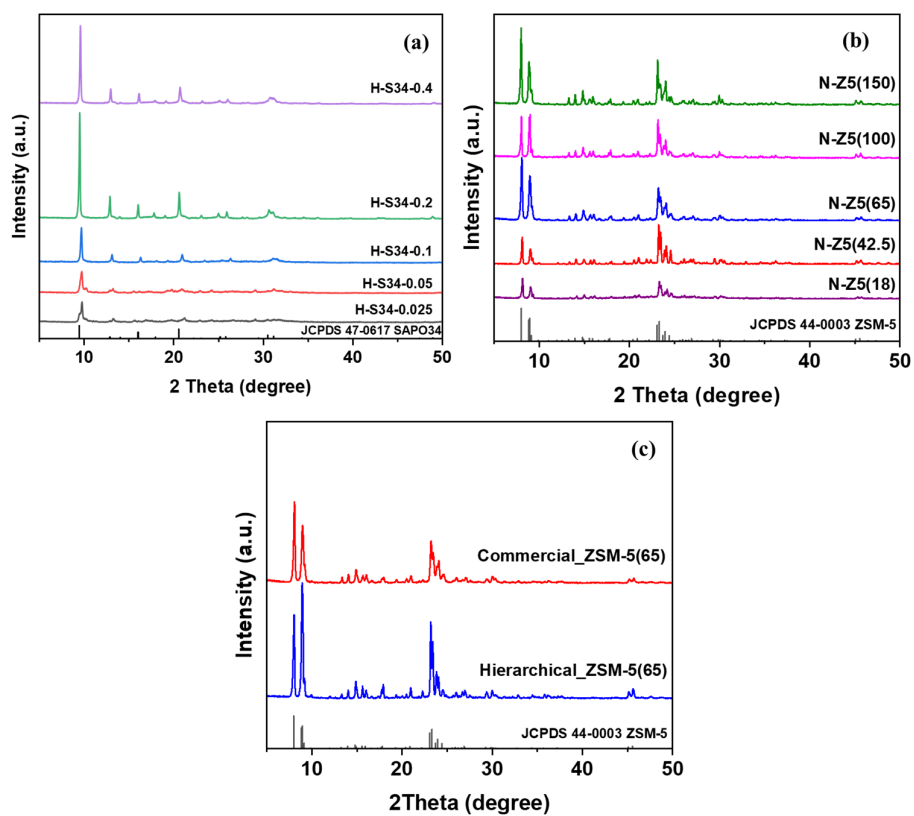 (a)
H-S34-0.4
H-S34-0.2
H-S34-0.1
H-S34-0.05
H-S34-0.025
JCPDS 47-0617 SAPO34
Intensity (a.u.)
10 20 30 40 50
2 Theta (degree)
(b)
N-Z5(150)
N-Z5(100)
N-Z5(65)
N-Z5(42.5)
N-Z5(18)
JCPDS 44-0003 ZSM-5
Intensity (a.u.)
10 20 30 40 50
2 Theta (degree)
(c)
Commercial_ZSM-5(65)
Hierarchical_ZSM-5(65)
JCPDS 44-0003 ZSM-5
Intensity (a.u.)
10 20 30 40 50
2Theta (degree)